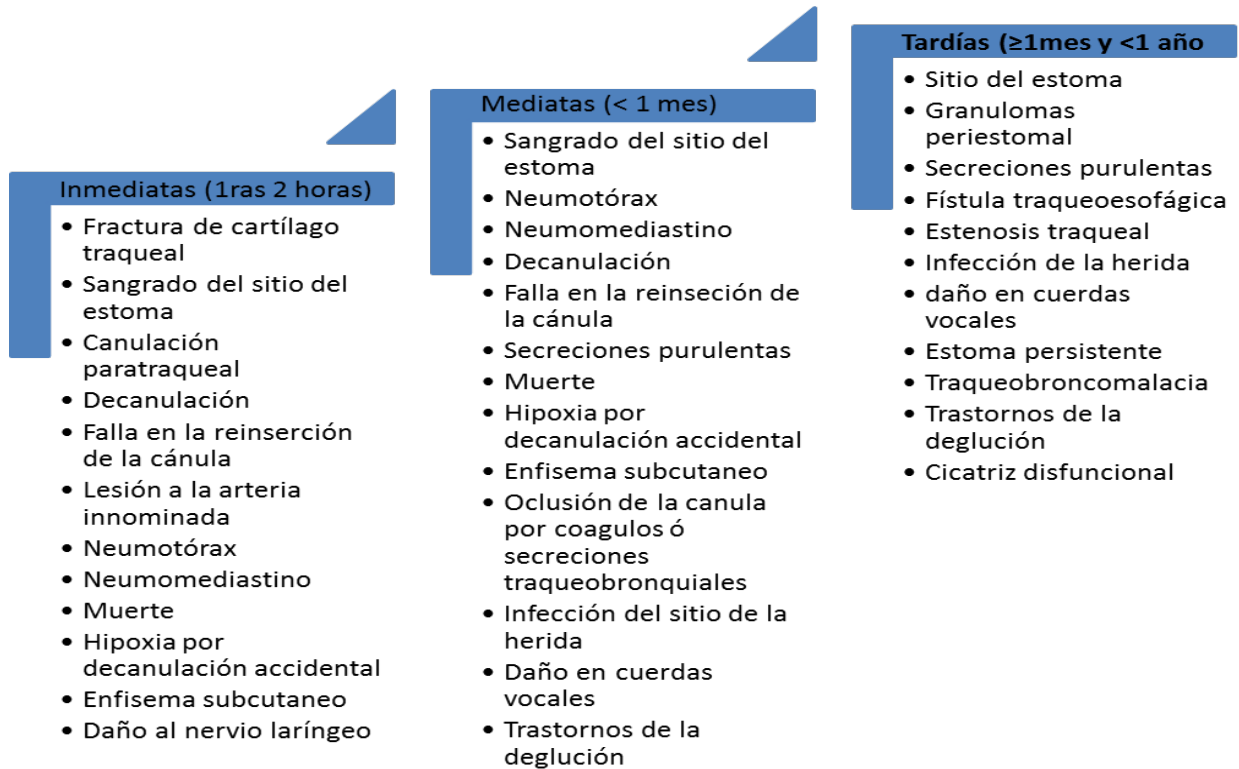 Inmediatas (1ras 2 horas)
• Fractura de cartílago
traqueal
• Sangrado del sitio del
estoma
• Canulación
paratraqueal
• Decanulación
• Falla en la reinserción
de la cánula
• Lesión a la arteria
innominada
• Neumotórax
• Neumomediastino
• Muerte
• Hipoxia por
decanulación accidental
• Enfisema subcutaneo
• Daño al nervio laríngeo
Mediatas (< 1 mes)
• Sangrado del sitio del
estoma
• Neumotórax
• Neumomediastino
• Decanulación
• Falla en la reinseción de
la cánula
• Secreciones purulentas
• Muerte
• Hipoxia por
decanulación accidental
• Enfisema subcutaneo
• Oclusión de la canula
por coagulos ó
secreciones
traqueobronquiales
• Infección del sitio de la
herida
• Daño en cuerdas
vocales
• Trastornos de la
deglución
Tardías (≥1mes y <1 año
• Sitio del estoma
• Granulomas
periestomal
• Secreciones purulentas
• Fístula traqueoesofágica
• Estenosis traqueal
• Infección de la herida
• daño en cuerdas
vocales
• Estoma persistente
• Traqueobroncomalacia
• Trastornos de la
deglución
• Cicatriz disfuncional